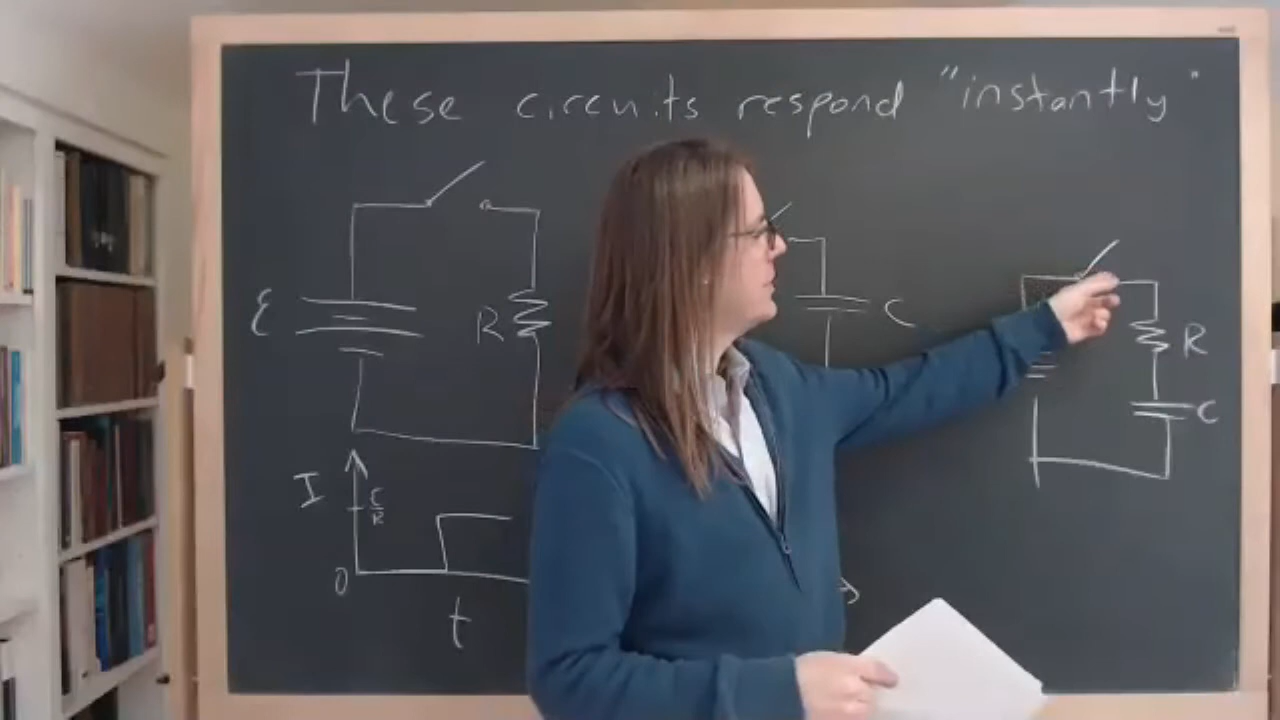 These circuits respond "instantly"
ℰ
R
C
R
C
I
ℰ/R
0
t